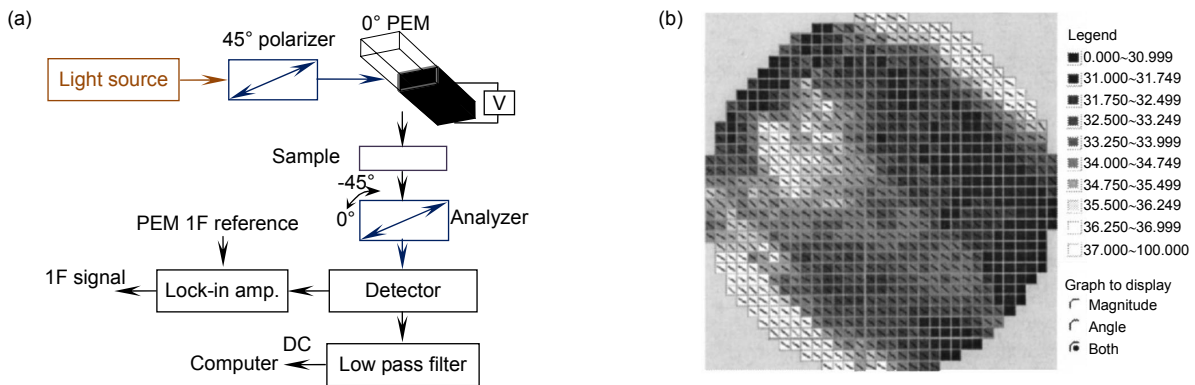 (a)
0° PEM
45° polarizer
Light source
V
Sample
-45°
0°
Analyzer
PEM 1F reference
1F signal
Lock-in amp.
Detector
DC
Computer
Low pass filter
(b)
Legend
0.000~30.999
31.000~31.749
31.750~32.499
32.500~33.249
33.250~33.999
34.000~34.749
34.750~35.499
35.500~36.249
36.250~36.999
37.000~100.000
Graph to display
Magnitude
Angle
Both